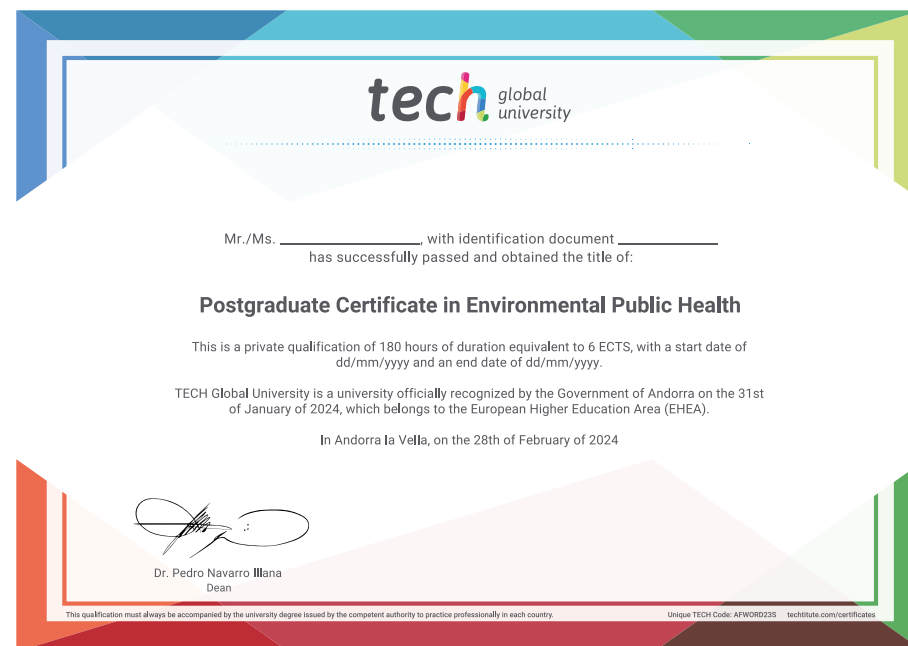 tech global university
Mr./Ms. ____________________, with identification document ______________
has successfully passed and obtained the title of:
Postgraduate Certificate in Environmental Public Health
This is a private qualification of 180 hours of duration equivalent to 6 ECTS, with a start date of
dd/mm/yyyy and an end date of dd/mm/yyyy.
TECH Global University is a university officially recognized by the Government of Andorra on the 31st
of January of 2024, which belongs to the European Higher Education Area (EHEA).
In Andorra la Vella, on the 28th of February of 2024
Dr. Pedro Navarro Illana
Dean
This qualification must always be accompanied by the university degree issued by the competent authority to practice professionally in each country.
Unique TECH Code: AFWORD23S techtitute.com/certificates